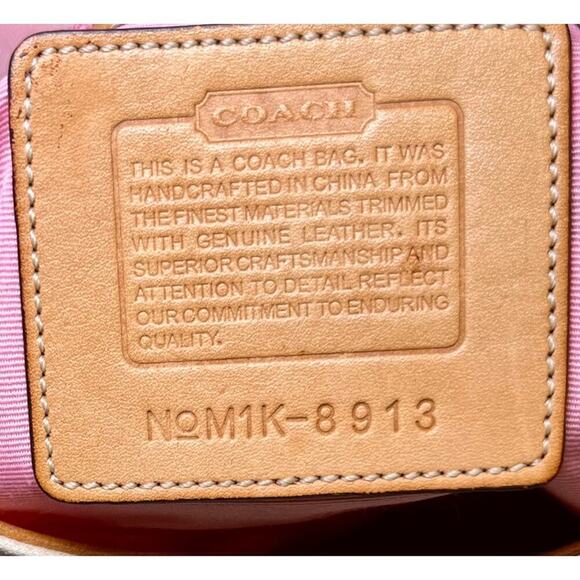 COACH
THIS IS A COACH BAG. IT WAS
HANDCRAFTED IN CHINA FROM
THE FINEST MATERIALS TRIMMED
WITH GENUINE LEATHER. ITS
SUPERIOR CRAFTSMANSHIP AND
ATTENTION TO DETAIL REFLECT
OUR COMMITMENT TO ENDURING
QUALITY.
NoM1K-8913